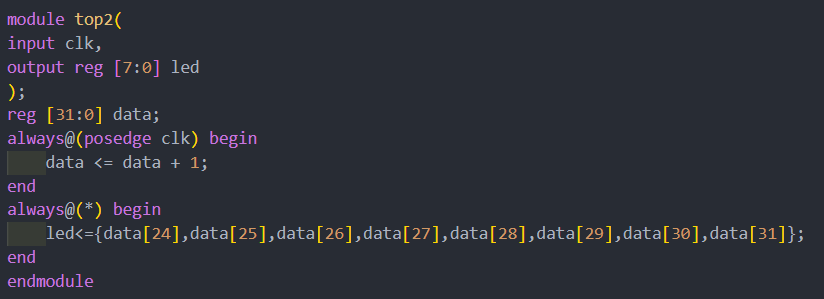 module top2(
input clk,
output reg [7:0] led
);
reg [31:0] data;
always@(posedge clk) begin
    data <= data + 1;
end
always@(*) begin
    led<={data[24],data[25],data[26],data[27],data[28],data[29],data[30],data[31]};
end
endmodule